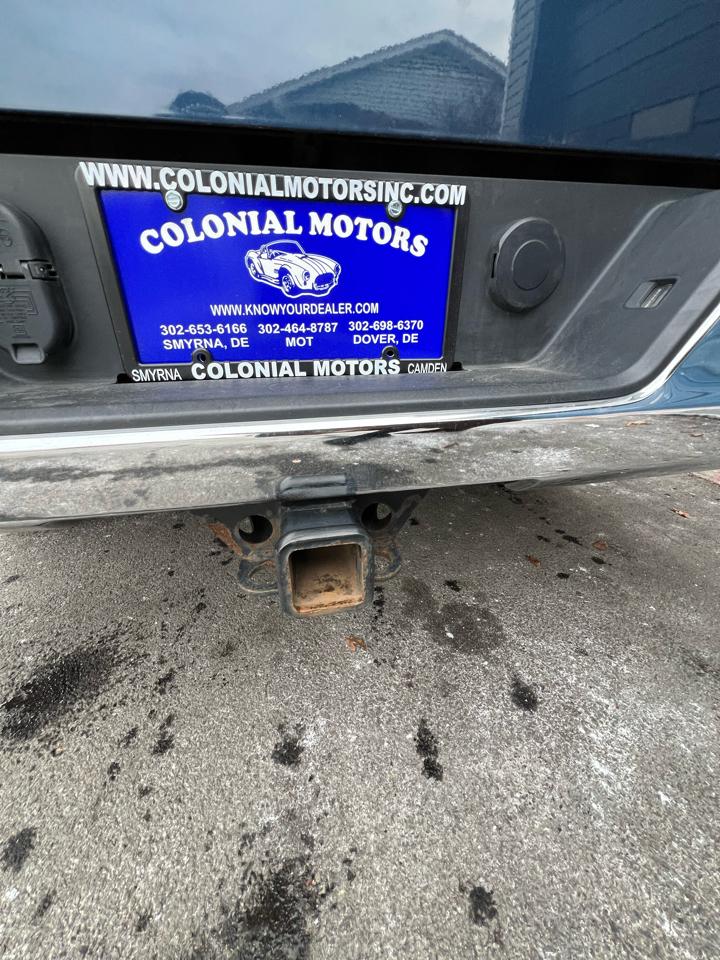 WWW.COLONIALMOTORSINC.COM
COLONIAL MOTORS
WWW.KNOWYOURDEALER.COM
302-653-6166 302-464-8787 302-698-6370
SMYRNA, DE MOT DOVER, DE
SMYRNA COLONIAL MOTORS CAMDEN